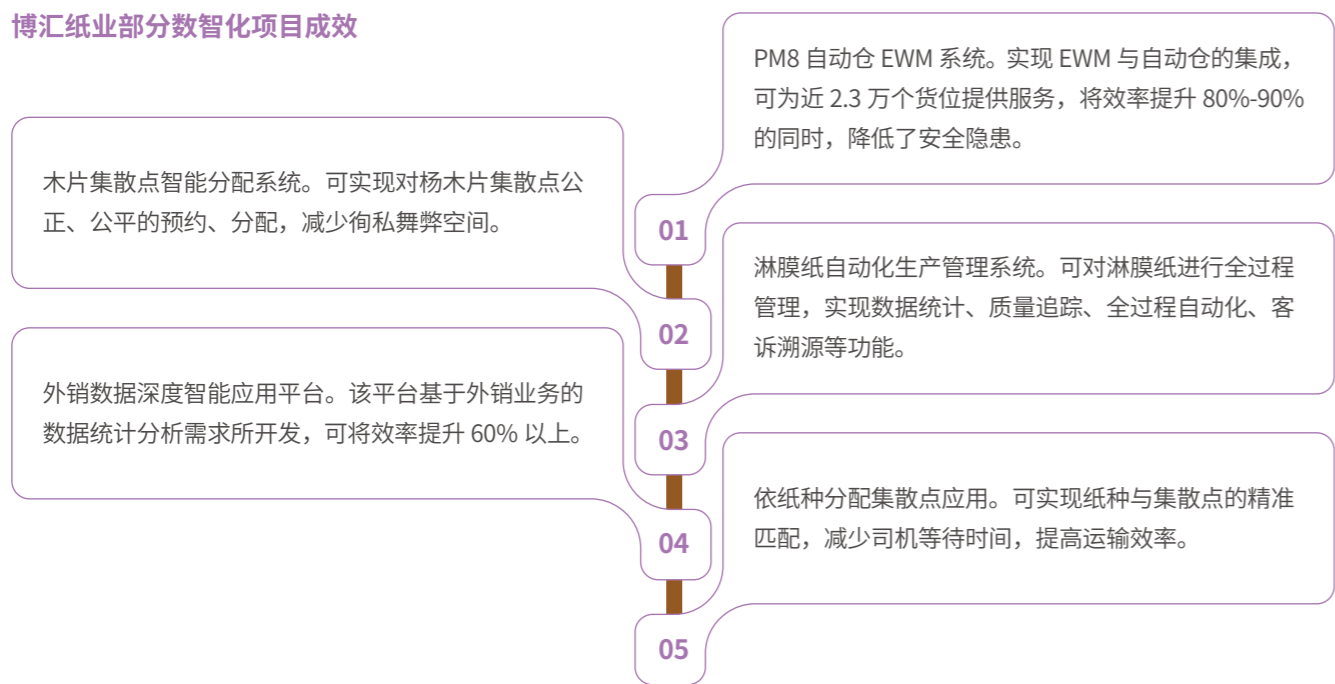 博汇纸业部分数智化项目成效
01
PM8 自动仓 EWM 系统。实现 EWM 与自动仓的集成，
可为近 2.3 万个货位提供服务，将效率提升 80%-90%
的同时，降低了安全隐患。
02
木片集散点智能分配系统。可实现对杨木片集散点公
正、公平的预约、分配，减少徇私舞弊空间。
03
淋膜纸自动化生产管理系统。可对淋膜纸进行全过程
管理，实现数据统计、质量追踪、全过程自动化、客
诉溯源等功能。
04
外销数据深度智能应用平台。该平台基于外销业务的
数据统计分析需求所开发，可将效率提升 60% 以上。
05
依纸种分配集散点应用。可实现纸种与集散点的精准
匹配，减少司机等待时间，提高运输效率。